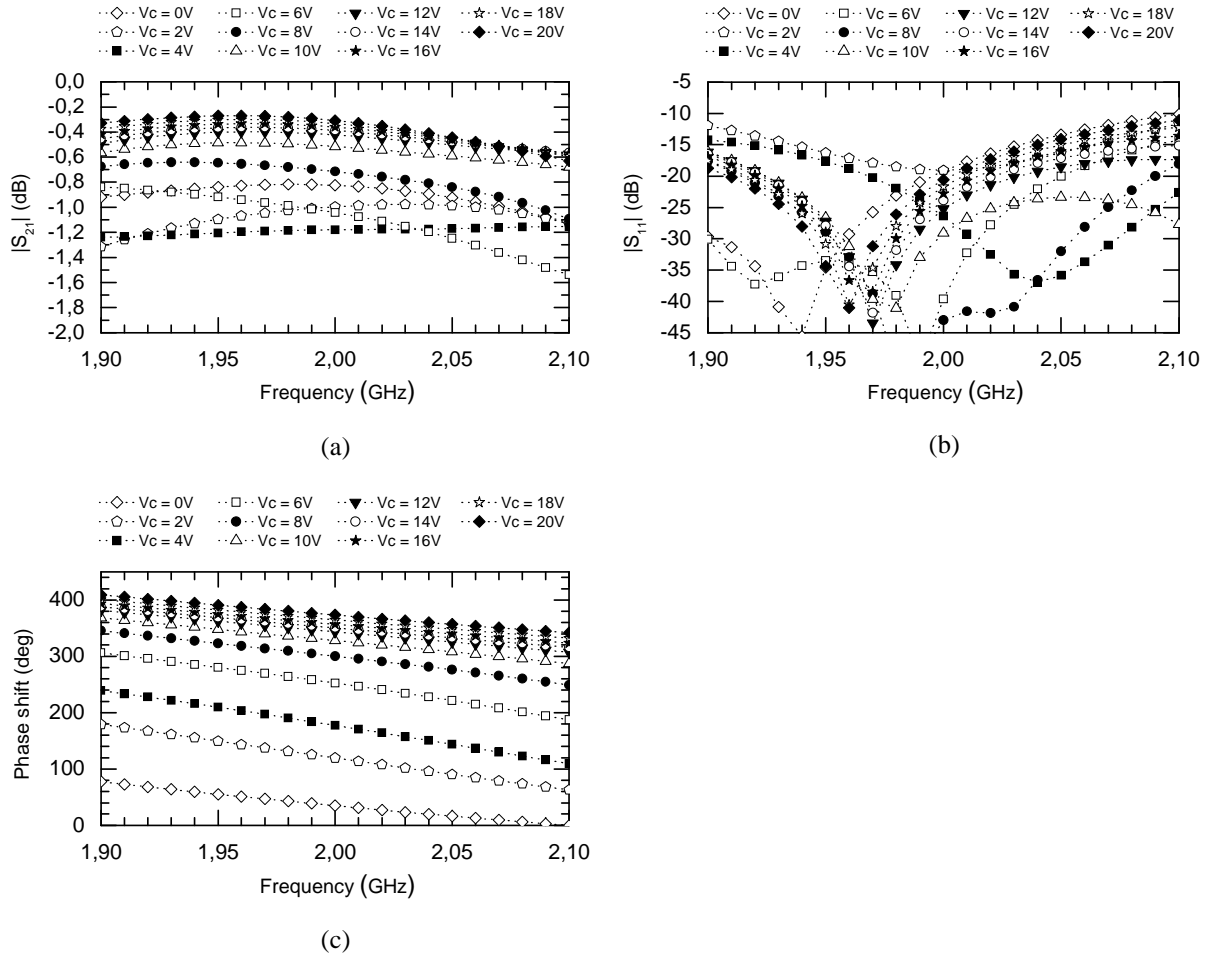 Vc = 0V Vc = 6V Vc = 12V Vc = 18V
Vc = 2V Vc = 8V Vc = 14V Vc = 20V
Vc = 4V Vc = 10V Vc = 16V
|S21| (dB)
0,0
-0,2
-0,4
-0,6
-0,8
-1,0
-1,2
-1,4
-1,6
-1,8
-2,0
1,90 1,95 2,00 2,05 2,10
Frequency (GHz)
(a)
Vc = 0V Vc = 6V Vc = 12V Vc = 18V
Vc = 2V Vc = 8V Vc = 14V Vc = 20V
Vc = 4V Vc = 10V Vc = 16V
|S11| (dB)
-5
-10
-15
-20
-25
-30
-35
-40
-45
1,90 1,95 2,00 2,05 2,10
Frequency (GHz)
(b)
Vc = 0V Vc = 6V Vc = 12V Vc = 18V
Vc = 2V Vc = 8V Vc = 14V Vc = 20V
Vc = 4V Vc = 10V Vc = 16V
Phase shift (deg)
400
300
200
100
0
1,90 1,95 2,00 2,05 2,10
Frequency (GHz)
(c)